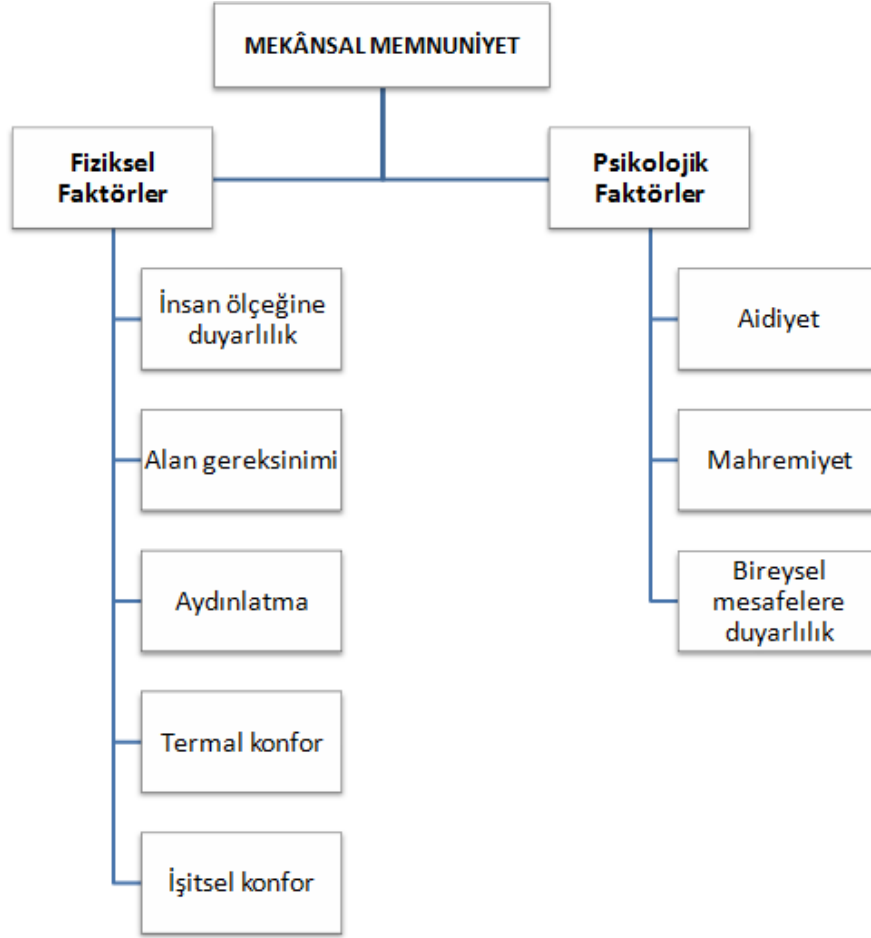 MEKÂNSAL MEMNUNİYET
Fiziksel
Faktörler
İnsan ölçeğine
duyarlılık
Alan gereksinimi
Aydınlatma
Termal konfor
İşitsel konfor
Psikolojik
Faktörler
Aidiyet
Mahremiyet
Bireysel
mesafelere
duyarlılık